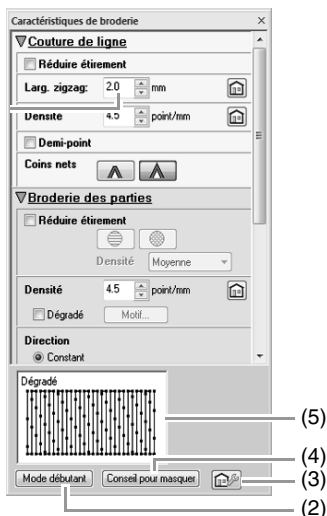 Caractéristiques de broderie ×
Couture de ligne
Réduire étirement
Larg. zigzag: 2.0 mm
Densité 4.5 point/mm
Demi-point
Coins nets
Broderie des parties
Réduire étirement
Densité Moyenne
Densité 4.5 point/mm
Dégradé Motif...
Direction
Constant
Dégradé
(5)
(4)
Mode débutant Conseil pour masquer (3)
(2)